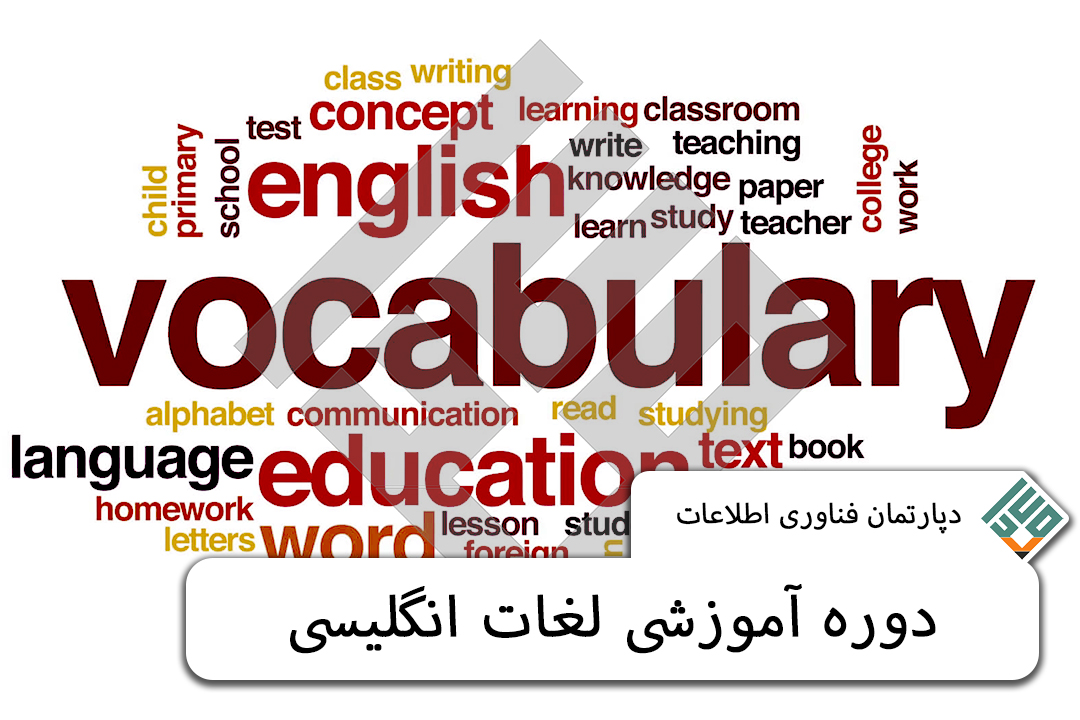 class writing
concept learning classroom
test write teaching
child primary school english knowledge paper college work
learn study teacher
vocabulary
alphabet communication read studying
language education text book
homework
letters word lesson stud
foreign
دپارتمان فناوری اطلاعات
دوره آموزشی لغات انگلیسی